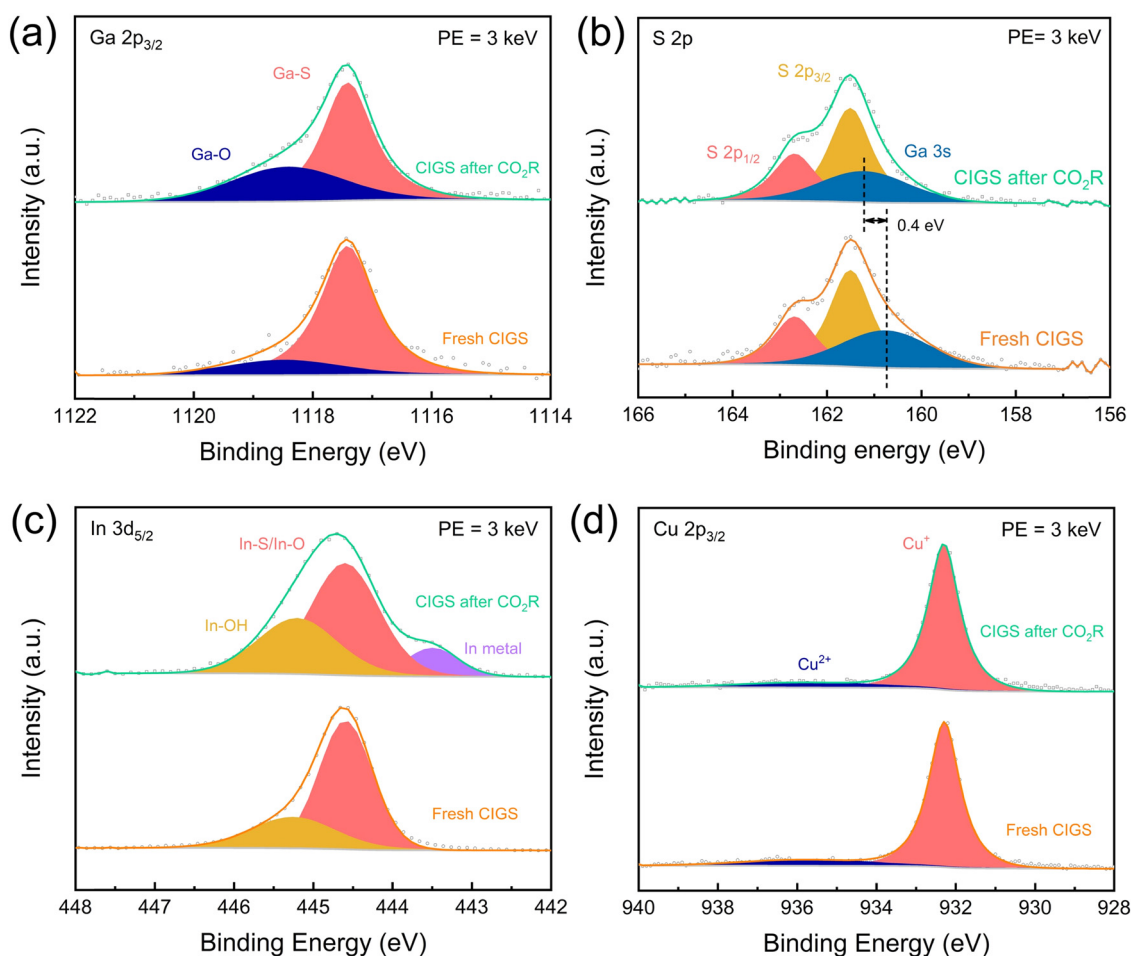 (a)
Ga 2p3/2
PE = 3 keV
Ga-S
Ga-O
CIGS after CO2R
Fresh CIGS
Intensity (a.u.)
1122 1120 1117 1116 1114
Binding Energy (eV)
(b)
S 2p
PE= 3 keV
S 2p3/2
S 2p1/2
Ga 3s
CIGS after CO2R
0.4 eV
Fresh CIGS
Intensity (a.u.)
166 164 162 160 158 156
Binding energy (eV)
(c)
In 3d5/2
PE = 3 keV
In-S/In-O
CIGS after CO2R
In-OH
In metal
Fresh CIGS
Intensity (a.u.)
448 447 446 445 444 443 442
Binding Energy (eV)
(d)
Cu 2p3/2
PE = 3 keV
Cu+
CIGS after CO2R
Cu2+
Fresh CIGS
Intensity (a.u.)
940 938 936 934 932 930 928
Binding Energy (eV)